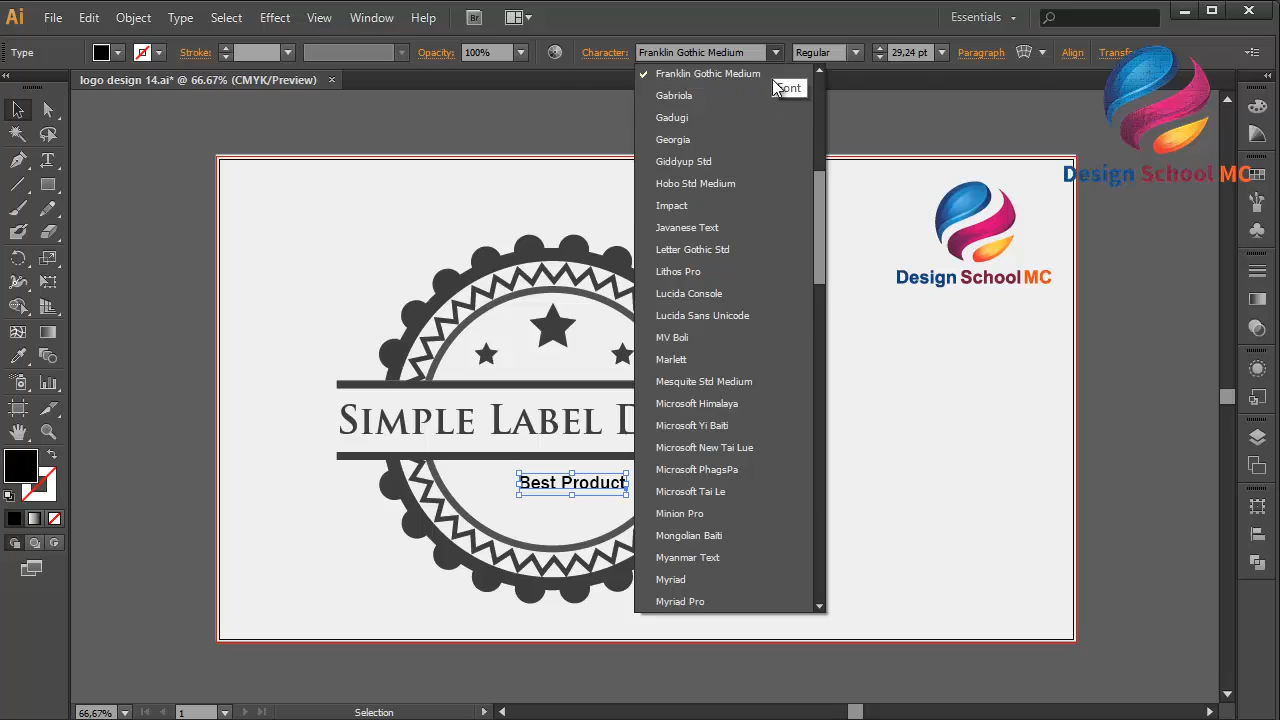 Ai File Edit Object Type Select Effect View Window Help Br Essentials
Type Stroke: Opacity: 100% Character: Franklin Gothic Medium Regular 29,24 pt Paragraph Align Transf
logo design 14.ai* @ 66.67% (CMYK/Preview) ×
Franklin Gothic Medium
ont
Gabriola
Gadugi
Georgia
Giddyup Std
Hobo Std Medium
Impact
Javanese Text
Letter Gothic Std
Lithos Pro
Lucida Console
Lucida Sans Unicode
MV Boli
Marlett
Mesquite Std Medium
Microsoft Himalaya
Microsoft Yi Baiti
Microsoft New Tai Lue
Microsoft PhagsPa
Microsoft Tai Le
Minion Pro
Mongolian Baiti
Myanmar Text
Myriad
Myriad Pro
Design School MC
Design School MC
Simple Label D
Best Product
66,67% 1 Selection